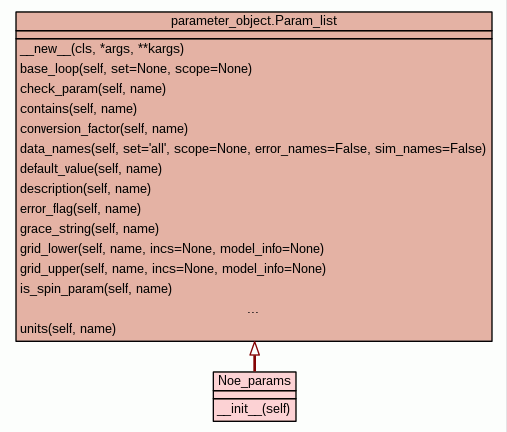 parameter_object.Param_list
__new__(cls, *args, **kargs)
base_loop(self, set=None, scope=None)
check_param(self, name)
contains(self, name)
conversion_factor(self, name)
data_names(self, set='all', scope=None, error_names=False, sim_names=False)
default_value(self, name)
description(self, name)
error_flag(self, name)
grace_string(self, name)
grid_lower(self, name, incs=None, model_info=None)
grid_upper(self, name, incs=None, model_info=None)
is_spin_param(self, name)
...
units(self, name)
Noe_params
__init__(self)